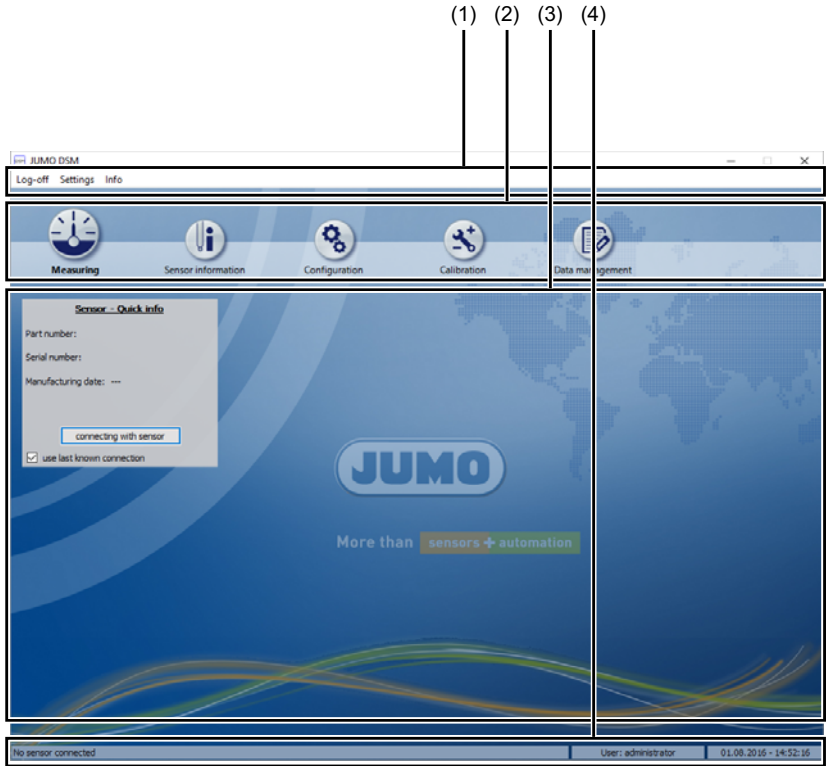 (1) (2) (3) (4)
JUMO DSM
Log-off Settings Info
Measuring Sensor information Configuration Calibration Data management
Sensor - Quick info
Part number:
Serial number:
Manufacturing date: ---
connecting with sensor
use last known connection
JUMO
More than sensors + automation
No sensor connected User: administrator 01.08.2016 - 14:52:16